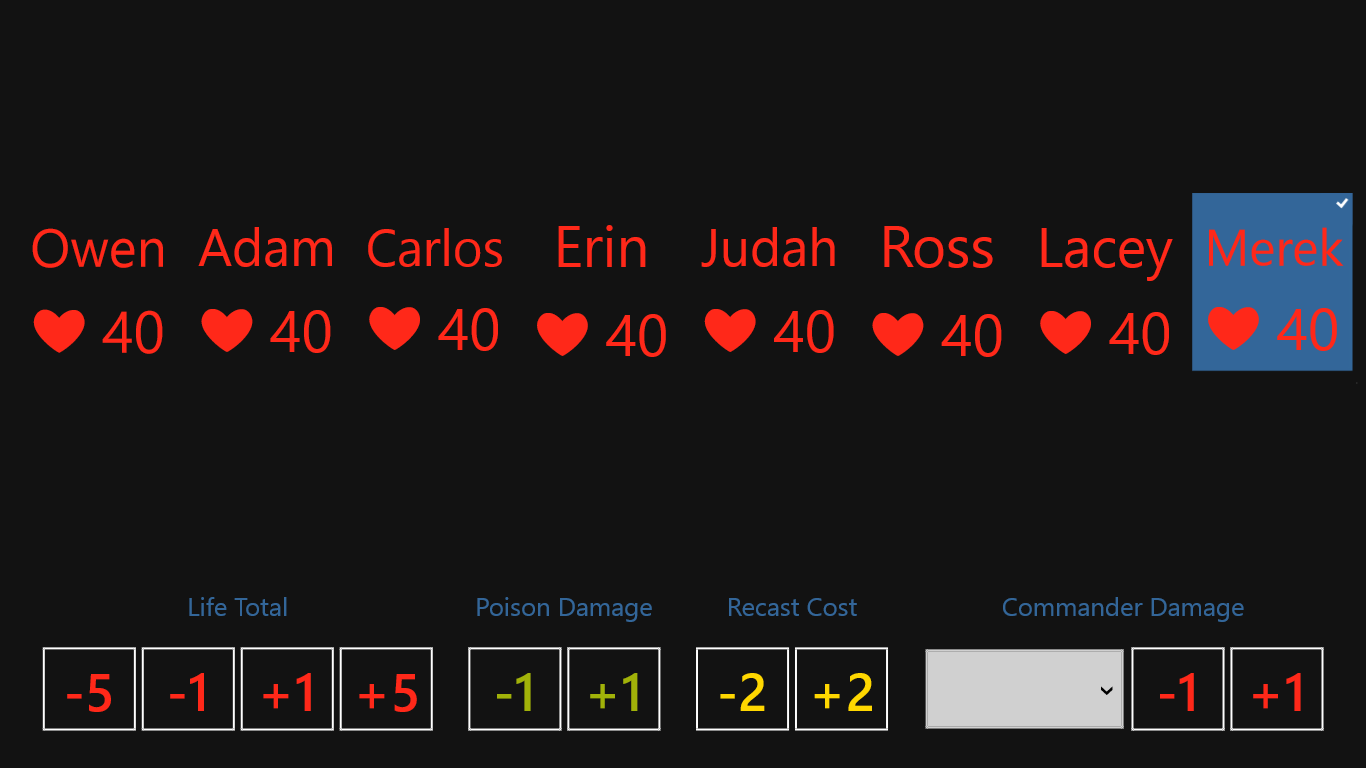 Owen Adam Carlos Erin Judah Ross Lacey Merek
40 40 40 40 40 40 40 40
Life Total Poison Damage Recast Cost Commander Damage
-5 -1 +1 +5 -1 +1 -2 +2 -1 +1